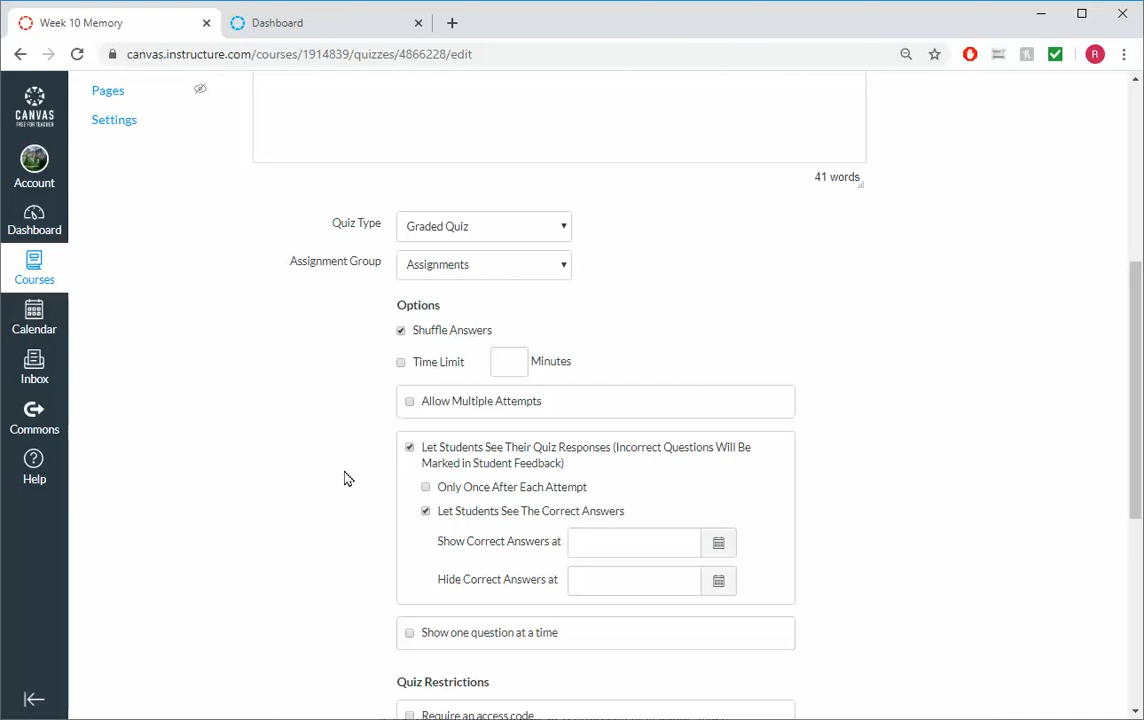 Week 10 Memory
Dashboard
canvas.instructure.com/courses/1914839/quizzes/4866228/edit
R
CANVAS
FREE FOR TEACHER
Account
Dashboard
Courses
Calendar
Inbox
Commons
Help
Pages
Settings
41 words
Quiz Type
Graded Quiz
Assignment Group
Assignments
Options
Shuffle Answers
Time Limit
Minutes
Allow Multiple Attempts
Let Students See Their Quiz Responses (Incorrect Questions Will Be
Marked in Student Feedback)
Only Once After Each Attempt
Let Students See The Correct Answers
Show Correct Answers at
Hide Correct Answers at
Show one question at a time
Quiz Restrictions
Require an access code